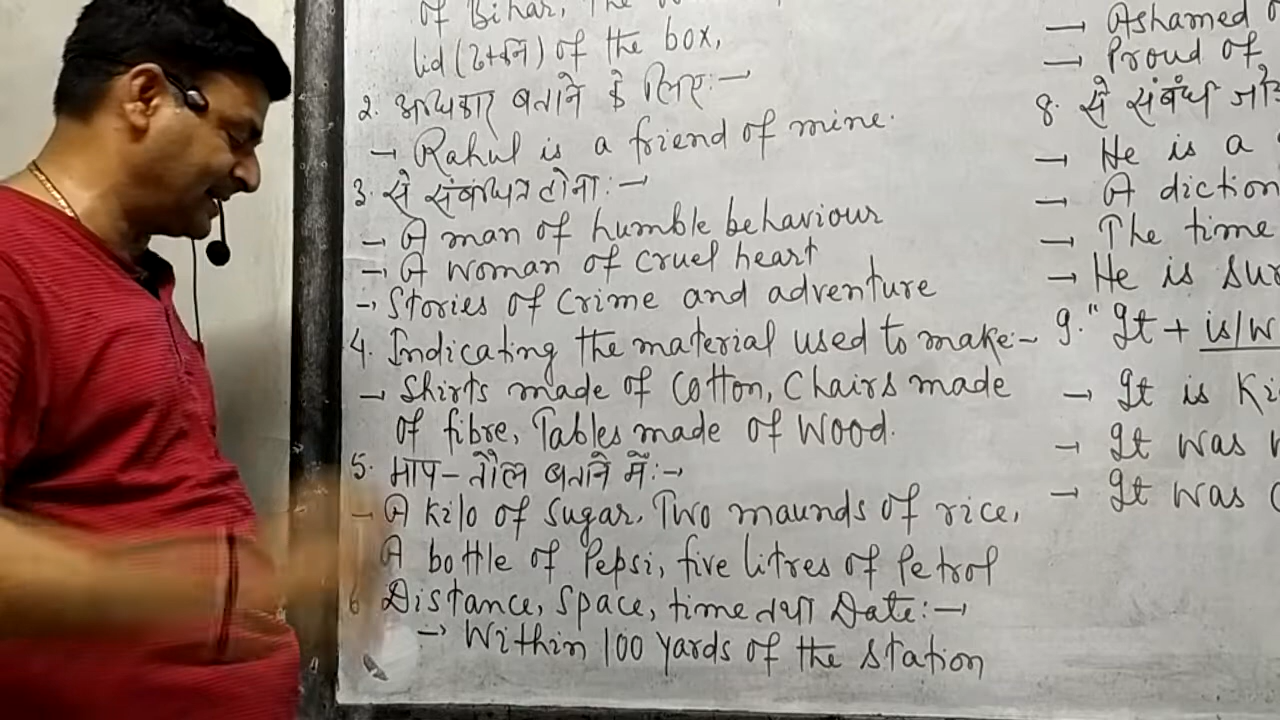 of Bihar, The
lid (ढक्कन) of the box,
2. अधिकार बताने के लिए:→
→ Rahul is a friend of mine.
3. से संबंधित होना:→
→ A man of humble behaviour
→ A woman of cruel heart
→ Stories of crime and adventure
4. Indicating the material used to make:→
→ Shirts made of Cotton, Chairs made
of fibre, Tables made of Wood.
5. माप-तौल बताने में:→
→ A kilo of sugar, Two maunds of rice,
A bottle of Pepsi, five litres of Petrol
6 Distance, space, time तथा Date:→
→ Within 100 yards of the station
→ Ashamed
→ Proud of
8. से संबंध
→ He is a
→ A
→ The time
→ He is
9. "It + is/
→ It is
→ It was
→ It was